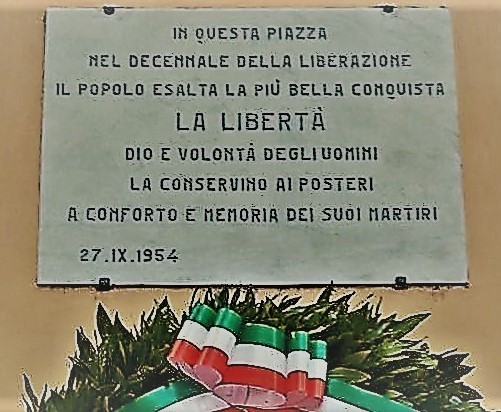 IN QUESTA PIAZZA
NEL DECENNALE DELLA LIBERAZIONE
IL POPOLO ESALTA LA PIÙ BELLA CONQUISTA
LA LIBERTÀ
DIO E VOLONTÀ DEGLI UOMINI
LA CONSERVINO AI POSTERI
A CONFORTO E MEMORIA DEI SUOI MARTIRI
27.IX.1954